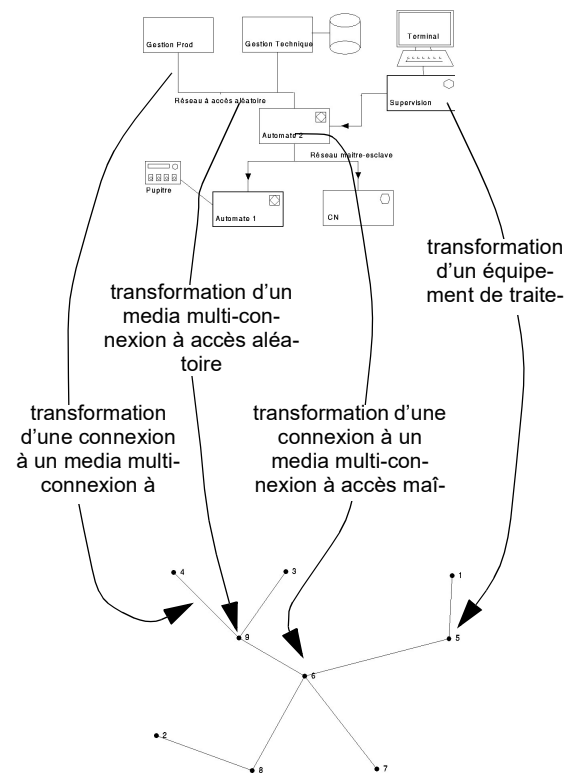 Gestion Prod
Gestion Technique
Terminal
Supervision
Réseau à accès aléatoire
Automate 2
Réseau maître-esclave
Pupitre
Automate 1
CN
transformation
d'un équipe-
ment de traite-
transformation d'un
media multi-con-
nexion à accès aléa-
toire
transformation
d'une connexion
à un media multi-
connexion à
transformation d'une
connexion à un
media multi-con-
nexion à accès maî-
4
3
1
9
5
6
2
8
7